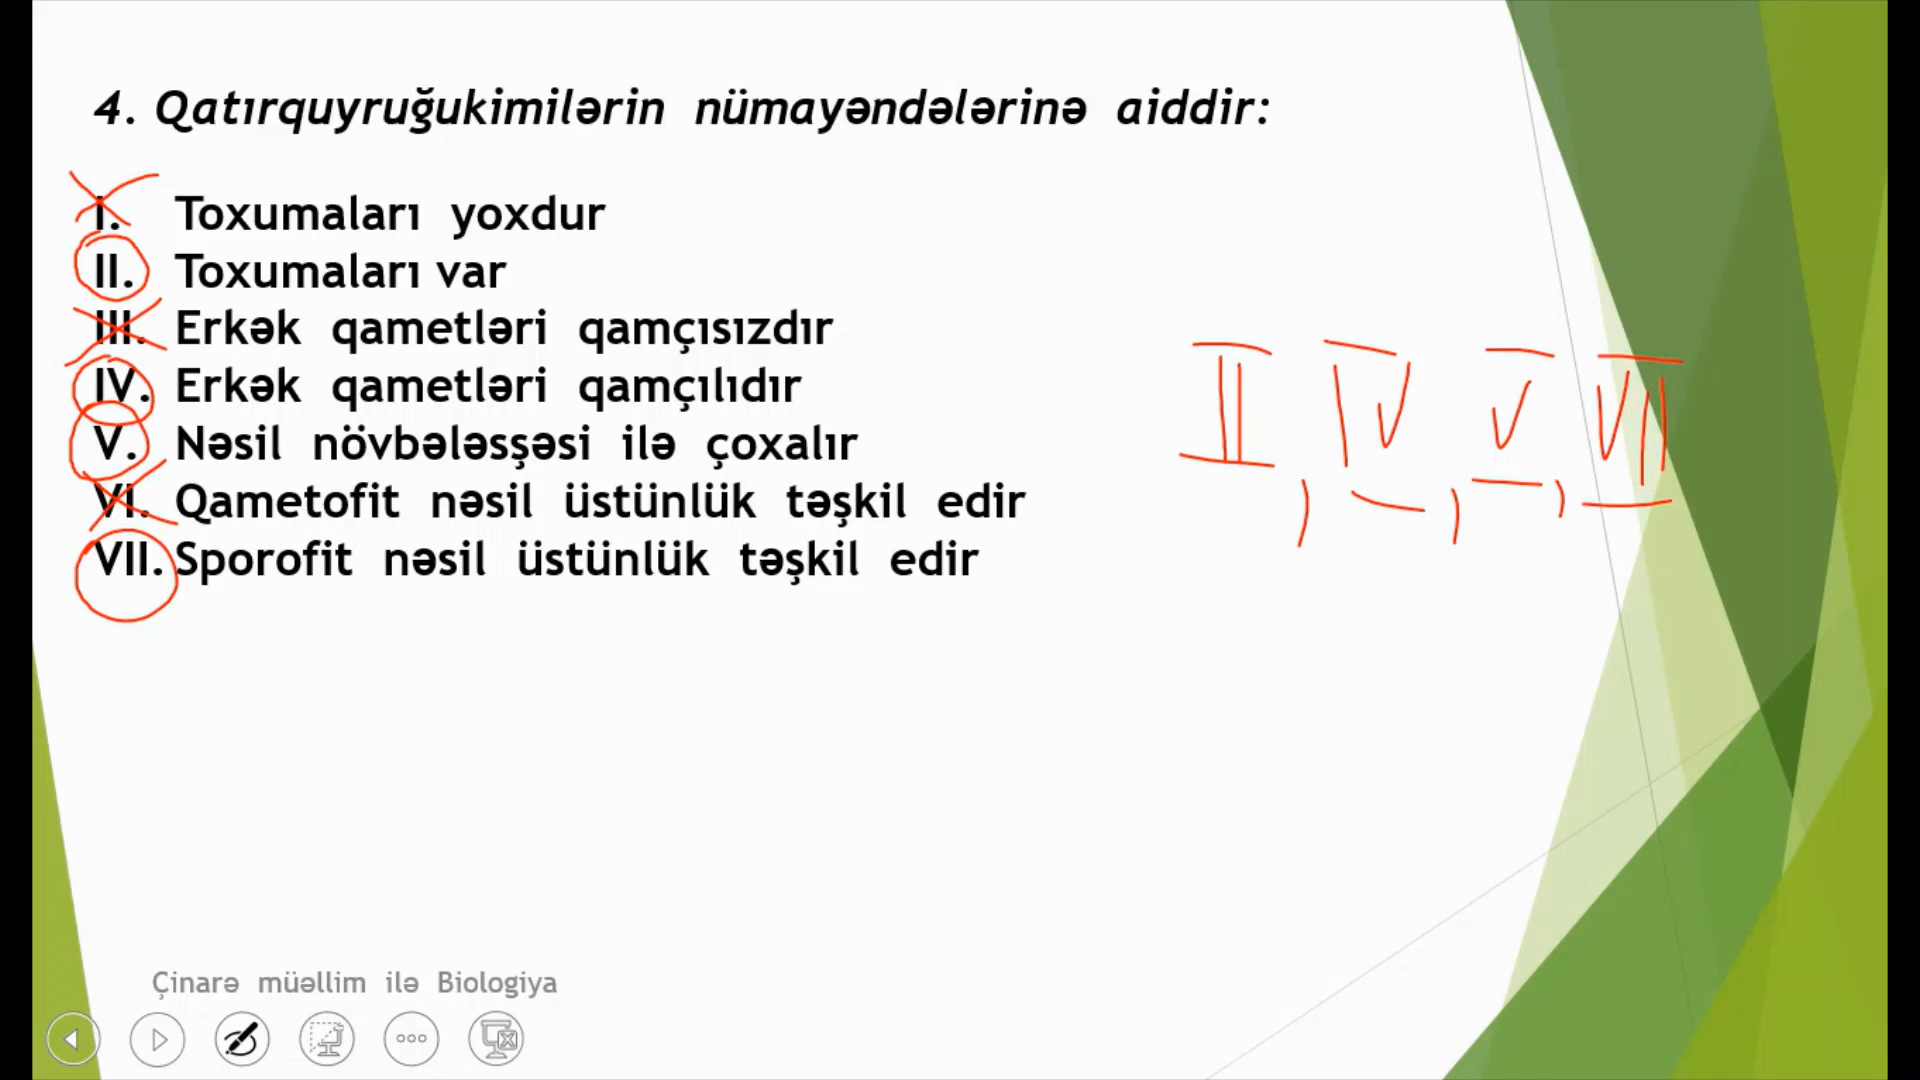 4. Qatırquyruğukimilərin nümayəndələrinə aiddir:
I. Toxumaları yoxdur
II. Toxumaları var
III. Erkək qametləri qamçısızdır
IV. Erkək qametləri qamçılıdır
V. Nəsil növbələsşəsi ilə çoxalır
VI. Qametofit nəsil üstünlük təşkil edir
VII. Sporofit nəsil üstünlük təşkil edir
II, IV, V, VII
Çinarə müəllim ilə Biologiya